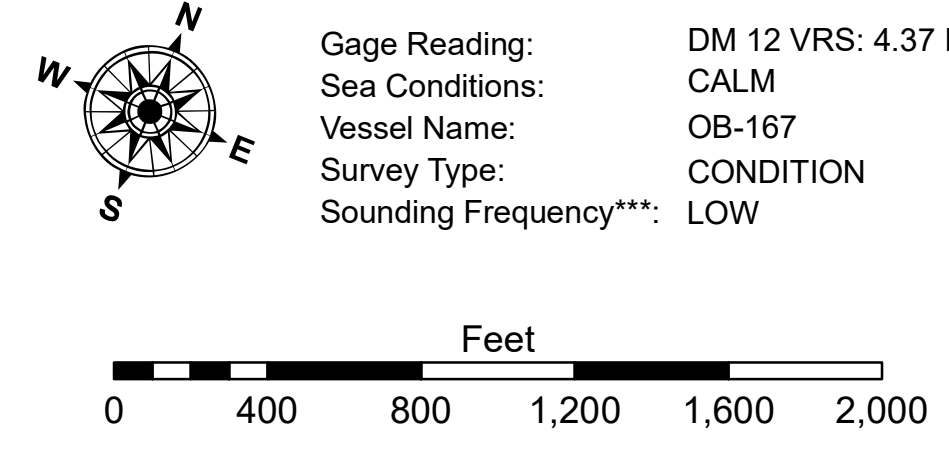 N
W
E
S
Gage Reading: DM 12 VRS: 4.37
Sea Conditions: CALM
Vessel Name: OB-167
Survey Type: CONDITION
Sounding Frequency***: LOW
Feet
0 400 800 1,200 1,600 2,000